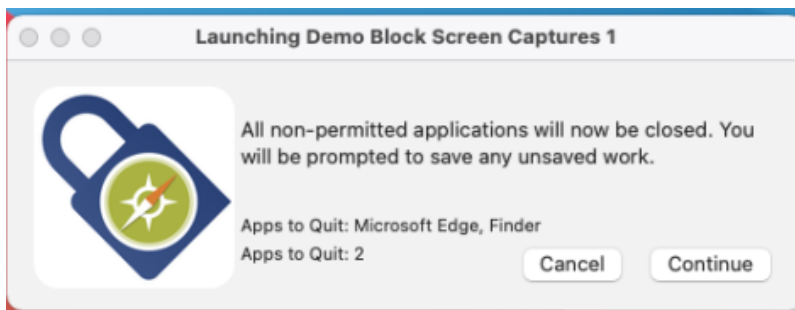 Launching Demo Block Screen Captures 1
All non-permitted applications will now be closed. You
will be prompted to save any unsaved work.
Apps to Quit: Microsoft Edge, Finder
Apps to Quit: 2
Cancel Continue